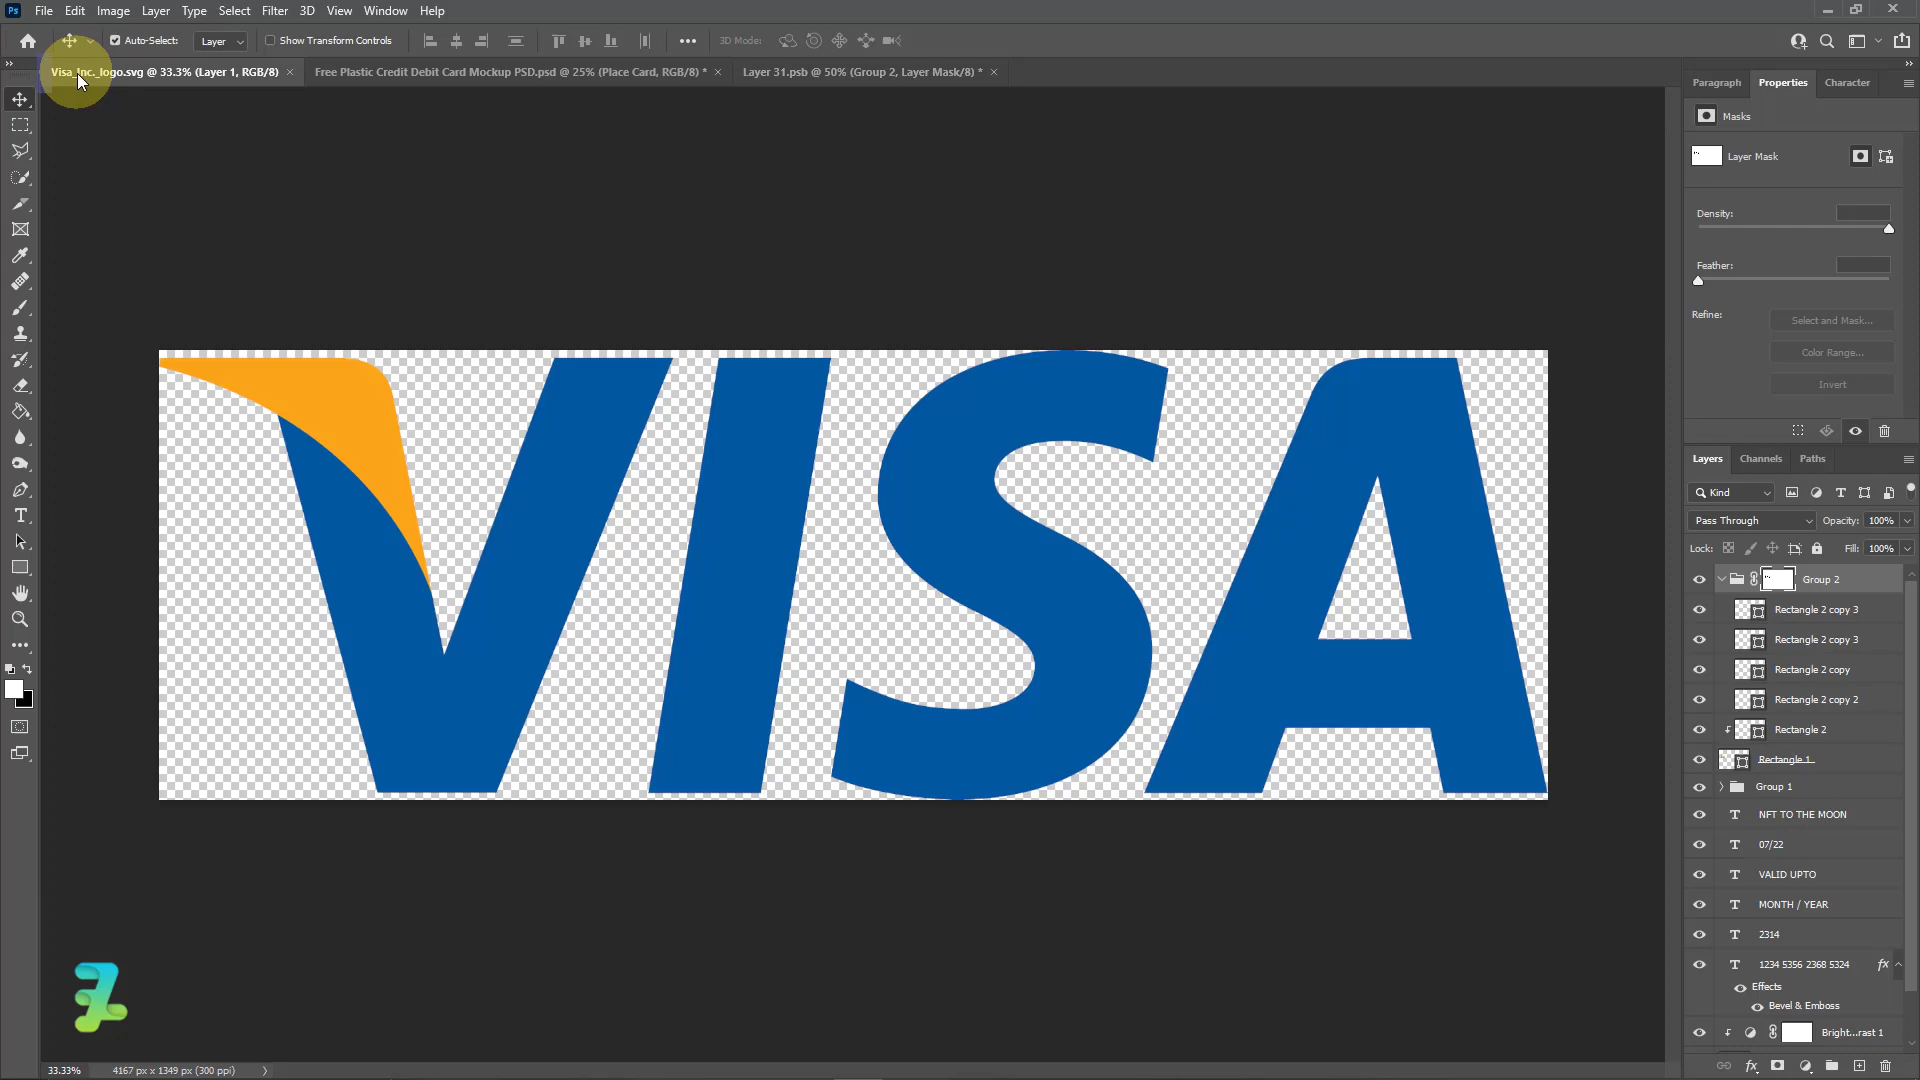 Ps File Edit Image Layer Type Select Filter 3D View Window Help
Auto-Select: Layer Show Transform Controls 3D Mode:
Visa_Inc._logo.svg @ 33.3% (Layer 1, RGB/8) Free Plastic Credit Debit Card Mockup PSD.psd @ 25% (Place Card, RGB/8) * Layer 31.psb @ 50% (Group 2, Layer Mask/8) *
Paragraph Properties Character
Masks
Layer Mask
Density:
Feather:
Refine: Select and Mask...
Color Range...
Invert
VISA
Layers Channels Paths
Kind
Pass Through Opacity: 100%
Lock: Fill: 100%
Group 2
Rectangle 2 copy 3
Rectangle 2 copy 3
Rectangle 2 copy
Rectangle 2 copy 2
Rectangle 2
Rectangle 1
Group 1
NFT TO THE MOON
07/22
VALID UPTO
MONTH / YEAR
2314
1234 5356 2368 5324 fx
Effects
Bevel & Emboss
Bright...rast 1
33.33% 4167 px x 1349 px (300 ppi)